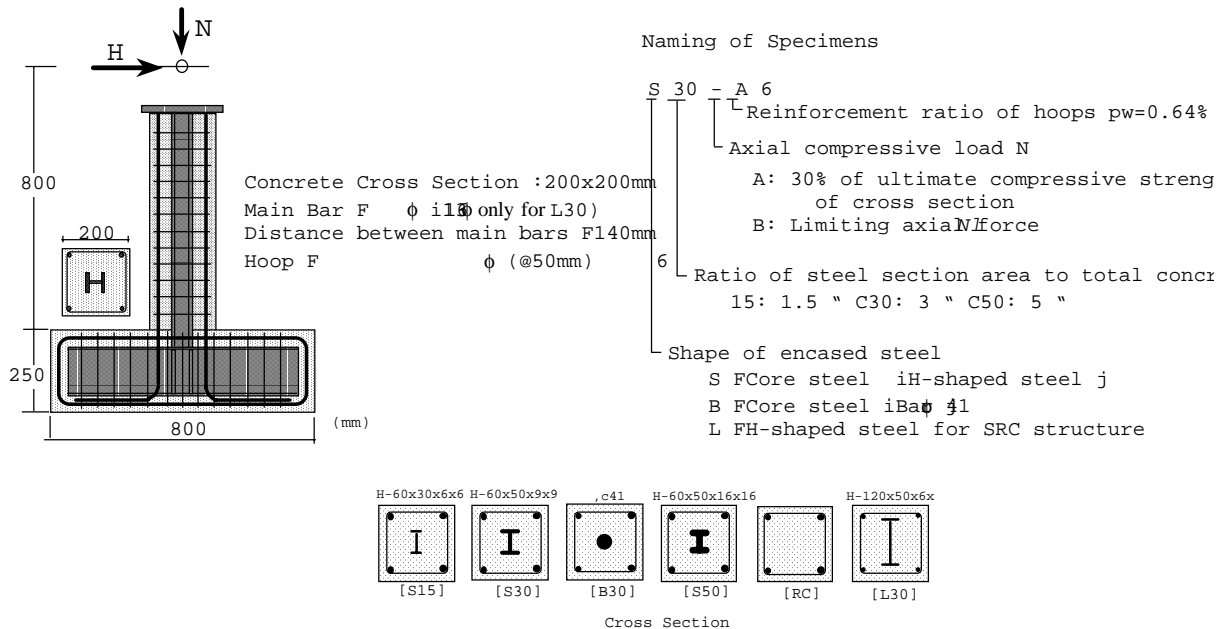 N
H
800
200
250
800
(mm)
Concrete Cross Section :200x200mm
Main Bar F ϕ only for L30)
Distance between main bars F140mm
Hoop F 6 ϕ (@50mm)
Naming of Specimens
S 30 - A 6
Reinforcement ratio of hoops pw=0.64%
Axial compressive load N
A: 30% of ultimate compressive streng
of cross section
B: Limiting axial force
Ratio of steel section area to total concr
15: 1.5 “ C30: 3 “ C50: 5 “
Shape of encased steel
S FCore steel iH-shaped steel j
B FCore steel
L FH-shaped steel for SRC structure
H-60x30x6x6 H-60x50x9x9 ,c41 H-60x50x16x16 H-120x50x6x
[S15] [S30] [B30] [S50] [RC] [L30]
Cross Section